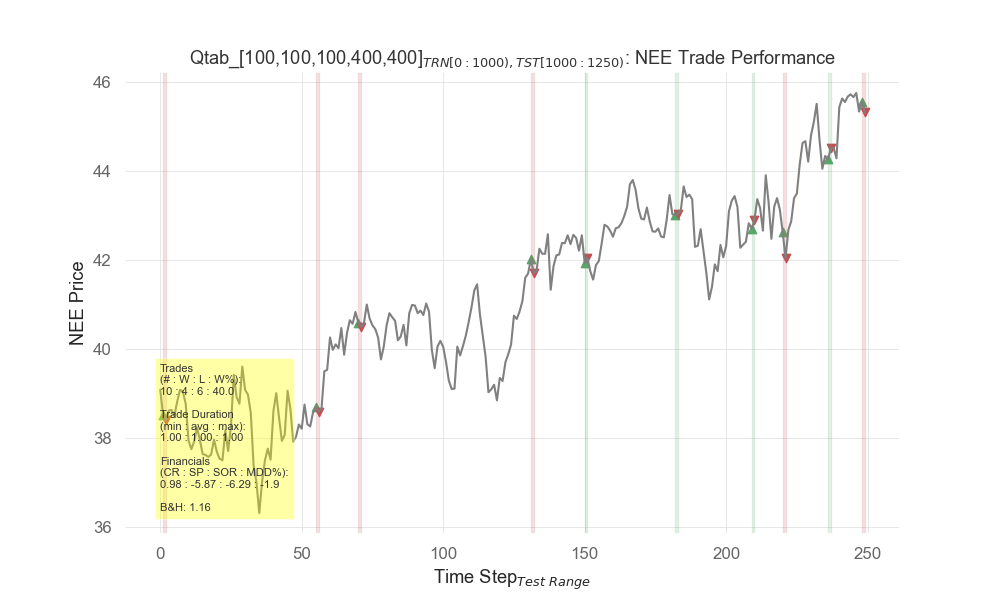 Qtab_[100,100,100,400,400]TRN[0 : 1000), TST[1000 : 1250): NEE Trade Performance
46
44
42
40
38
36
NEE Price
Trades
(# : W : L : W%):
10 : 4 : 6 : 40.0
Trade Duration
(min : avg : max):
1.00 : 1.00 : 1.00
Financials
(CR : SP : SOR : MDD%):
0.98 : -5.87 : -6.29 : -1.9
B&H: 1.16
0 50 100 150 200 250
Time StepTest Range